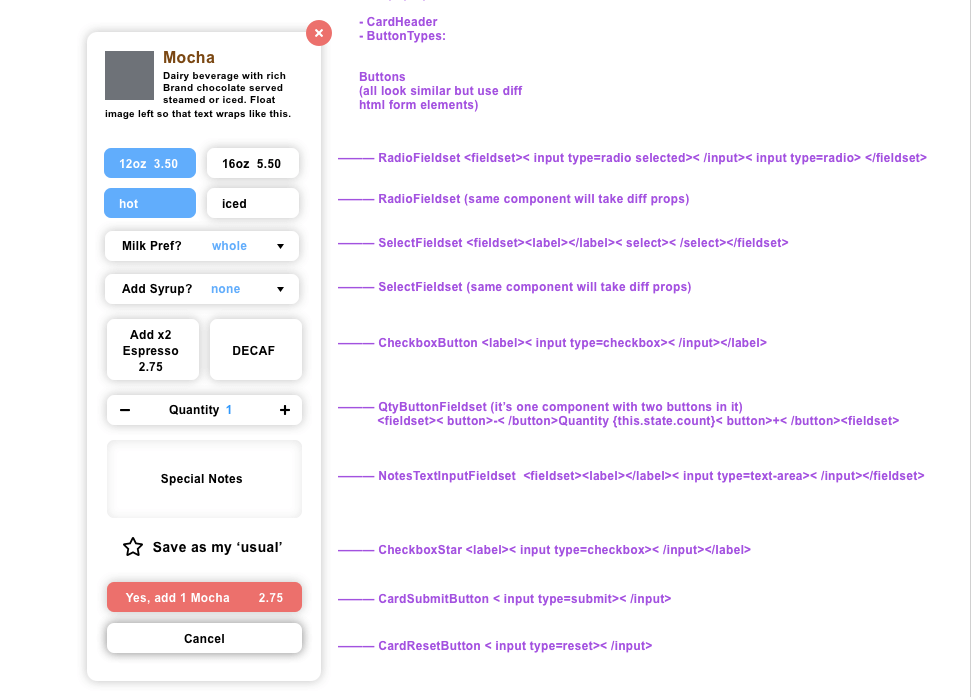 - CardHeader
- ButtonTypes:
Buttons
(all look similar but use diff
html form elements)
×
Mocha
Dairy beverage with rich
Brand chocolate served
steamed or iced. Float
image left so that text wraps like this.
12oz 3.50
16oz 5.50
——— RadioFieldset <fieldset>< input type=radio selected>< /input>< input type=radio> </fieldset>
hot
iced
——— RadioFieldset (same component will take diff props)
Milk Pref? whole ▼
——— SelectFieldset <fieldset><label></label>< select>< /select></fieldset>
Add Syrup? none ▼
——— SelectFieldset (same component will take diff props)
Add x2
Espresso
2.75
DECAF
——— CheckboxButton <label>< input type=checkbox>< /input></label>
− Quantity 1 +
——— QtyButtonFieldset (it’s one component with two buttons in it)
<fieldset>< button>-< /button>Quantity {this.state.count}< button>+< /button><fieldset>
Special Notes
——— NotesTextInputFieldset <fieldset><label></label>< input type=text-area>< /input></fieldset>
Save as my ‘usual’
——— CheckboxStar <label>< input type=checkbox>< /input></label>
Yes, add 1 Mocha 2.75
——— CardSubmitButton < input type=submit>< /input>
Cancel
——— CardResetButton < input type=reset>< /input>